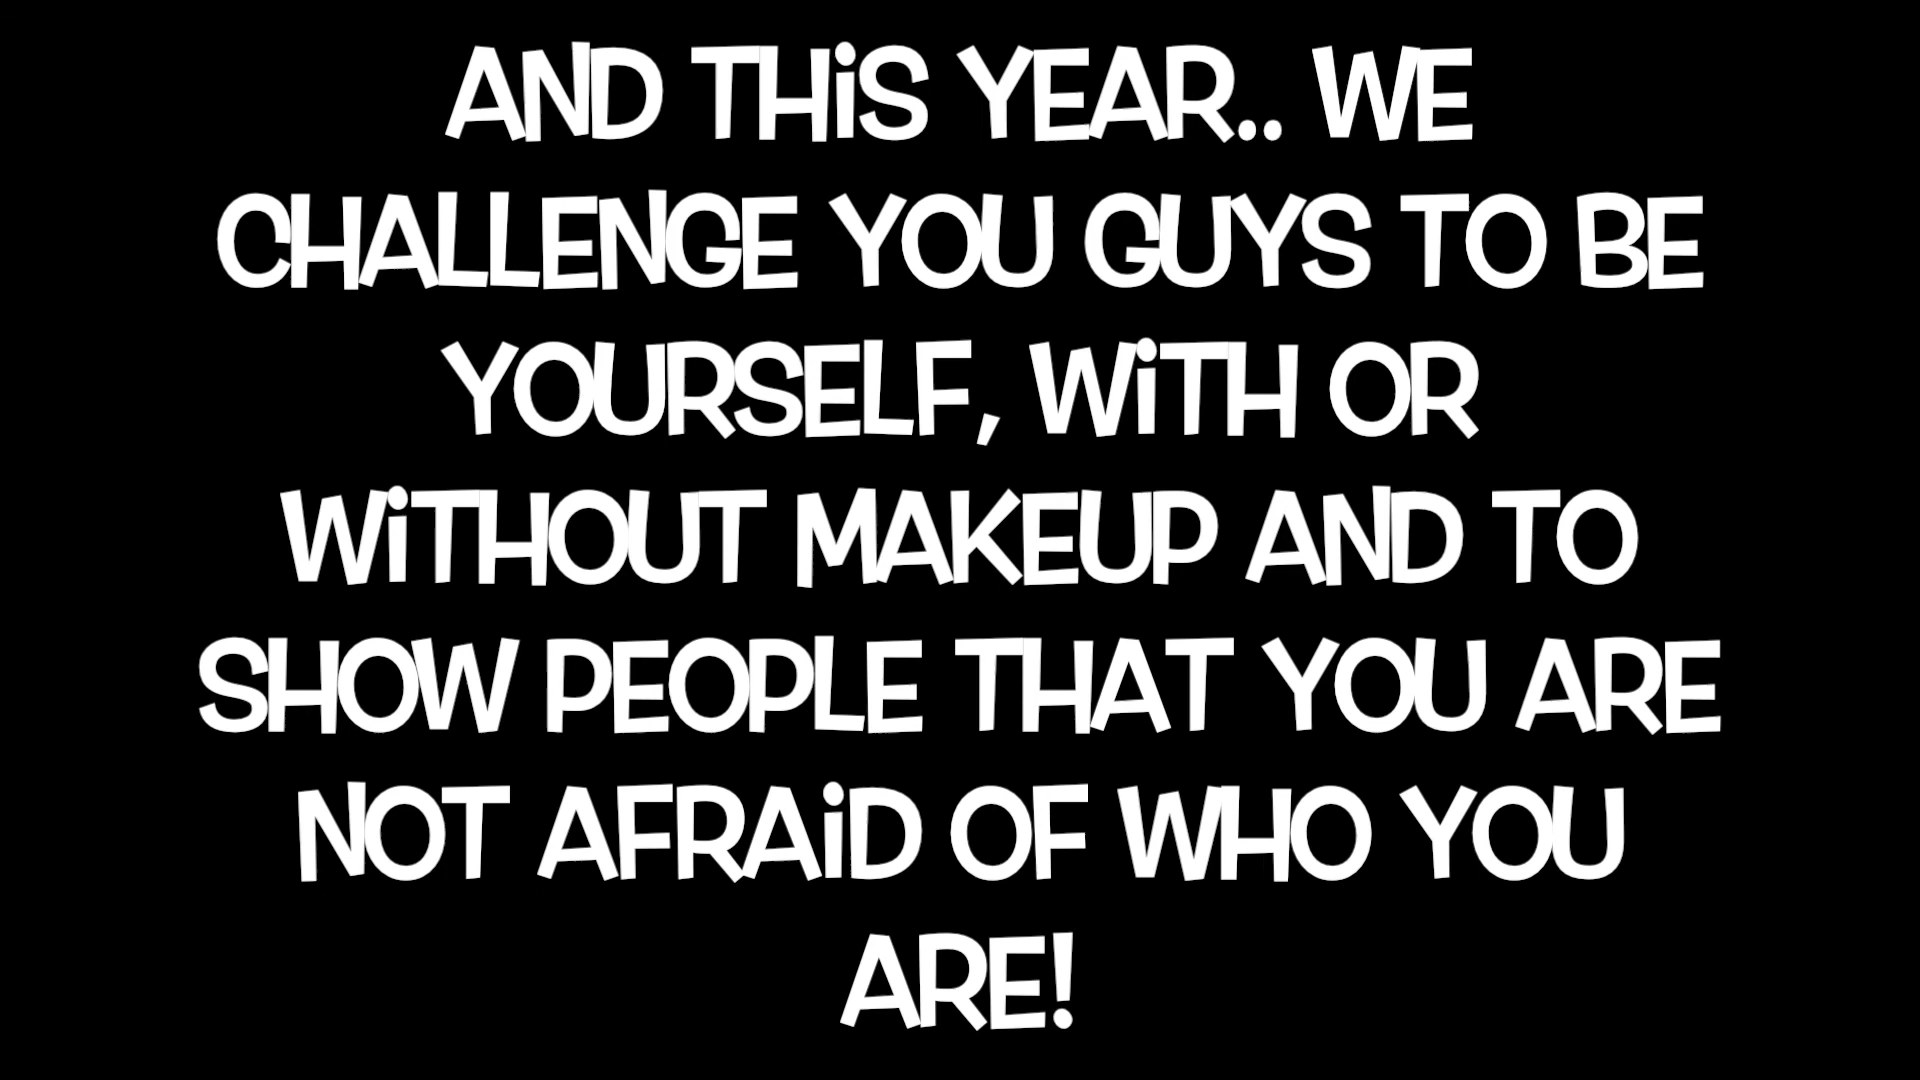 AND THiS YEAR.. WE
CHALLENGE YOU GUYS TO BE
YOURSELF, WiTH OR
WiTHOUT MAKEUP AND TO
SHOW PEOPLE THAT YOU ARE
NOT AFRAiD OF WHO YOU
ARE!